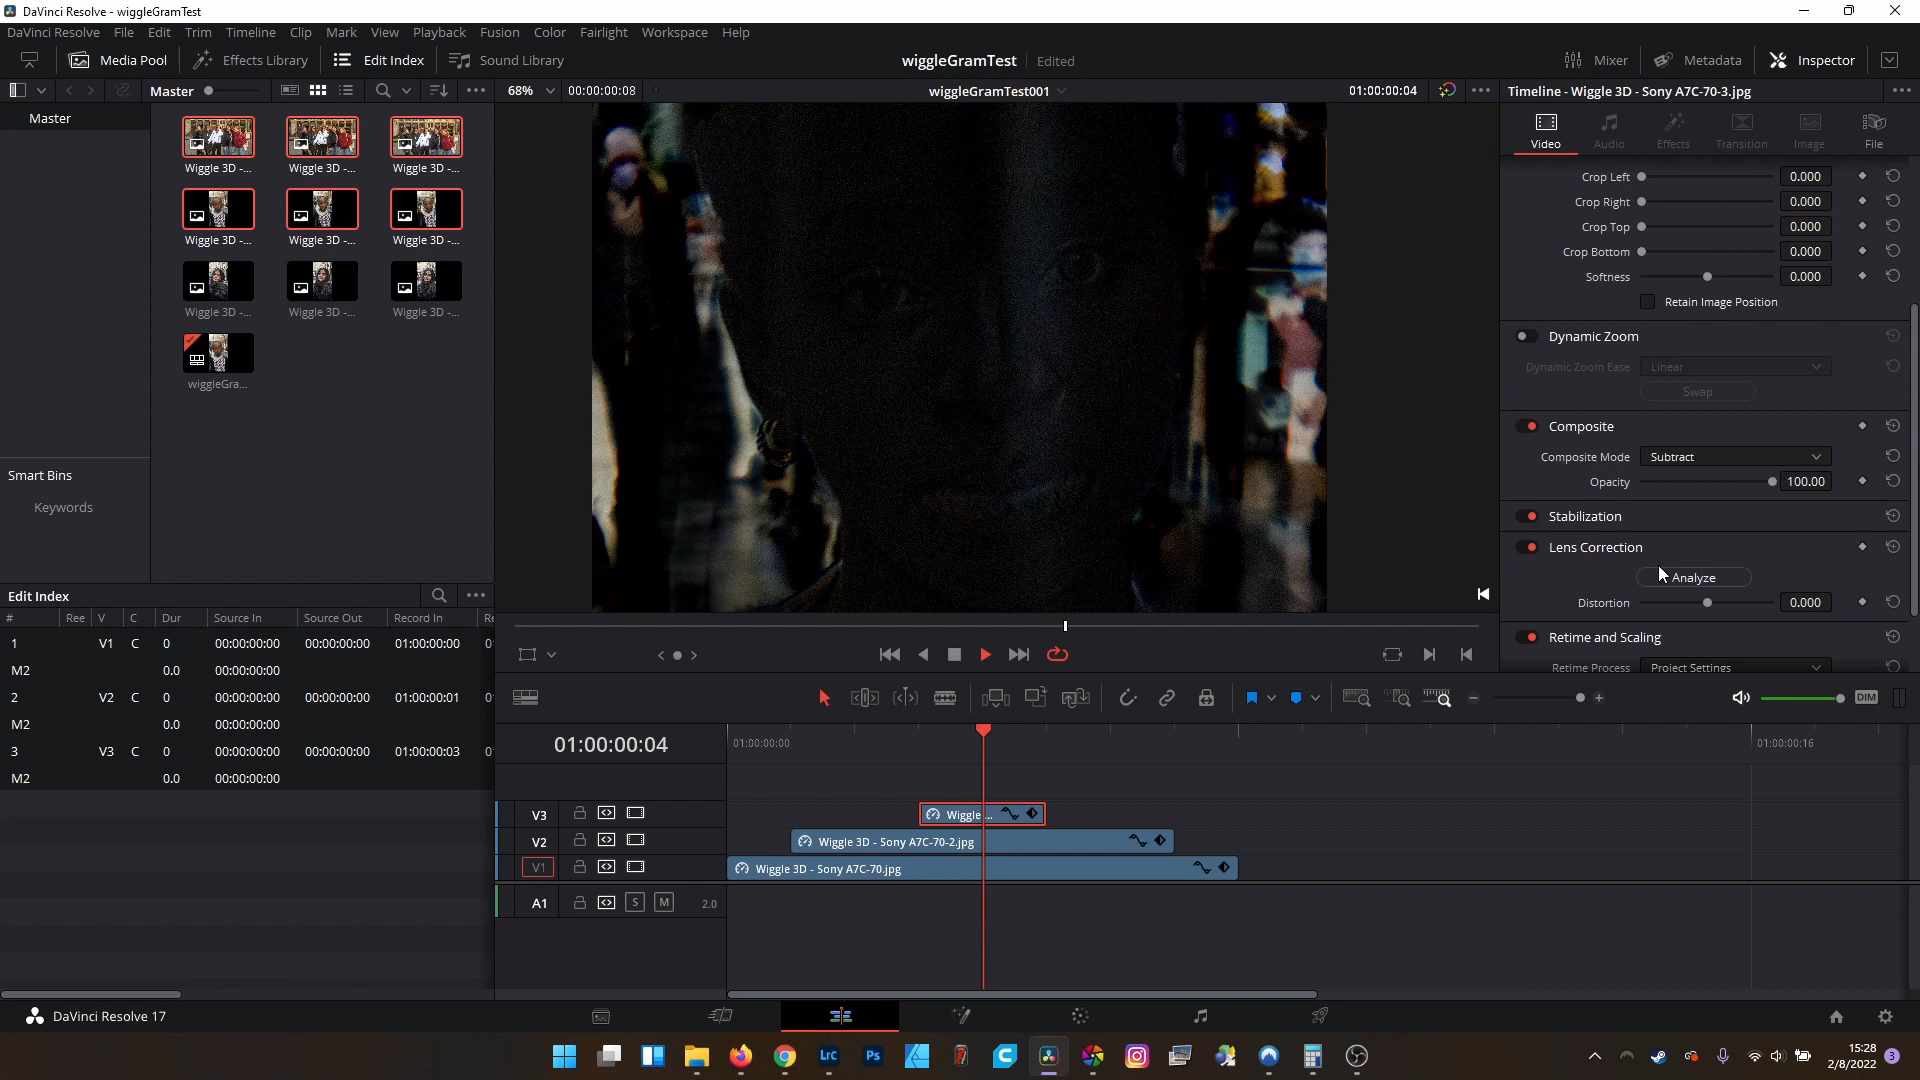 DaVinci Resolve - wiggleGramTest
DaVinci Resolve File Edit Trim Timeline Clip Mark View Playback Fusion Color Fairlight Workspace Help
Media Pool Effects Library Edit Index Sound Library wiggleGramTest Edited Mixer Metadata Inspector
Master 68% 00:00:00:08 wiggleGramTest001 01:00:00:04 Timeline - Wiggle 3D - Sony A7C-70-3.jpg
Master
Video Audio Effects Transition Image File
Wiggle 3D -... Wiggle 3D -... Wiggle 3D -...
Wiggle 3D -... Wiggle 3D -... Wiggle 3D -...
Wiggle 3D -... Wiggle 3D -... Wiggle 3D -...
wiggleGra...
Crop Left 0.000
Crop Right 0.000
Crop Top 0.000
Crop Bottom 0.000
Softness 0.000
Retain Image Position
Dynamic Zoom
Dynamic Zoom Ease Linear
Swap
Composite
Composite Mode Subtract
Opacity 100.00
Stabilization
Lens Correction
Analyze
Distortion 0.000
Retime and Scaling
Retime Process Project Settings
Smart Bins
Keywords
Edit Index
# Ree V C Dur Source In Source Out Record In
1 V1 C 0 00:00:00:00 00:00:00:00 01:00:00:00
M2 0.0 00:00:00:00
2 V2 C 0 00:00:00:00 00:00:00:00 01:00:00:01
M2 0.0 00:00:00:00
3 V3 C 0 00:00:00:00 00:00:00:00 01:00:00:03
M2 0.0 00:00:00:00
DIM
01:00:00:04 01:00:00:00 01:00:00:16
V3 Wiggle ...
V2 Wiggle 3D - Sony A7C-70-2.jpg
V1 Wiggle 3D - Sony A7C-70.jpg
A1 S M 2.0
DaVinci Resolve 17
Lrc Ps
15:28
2/8/2022 3